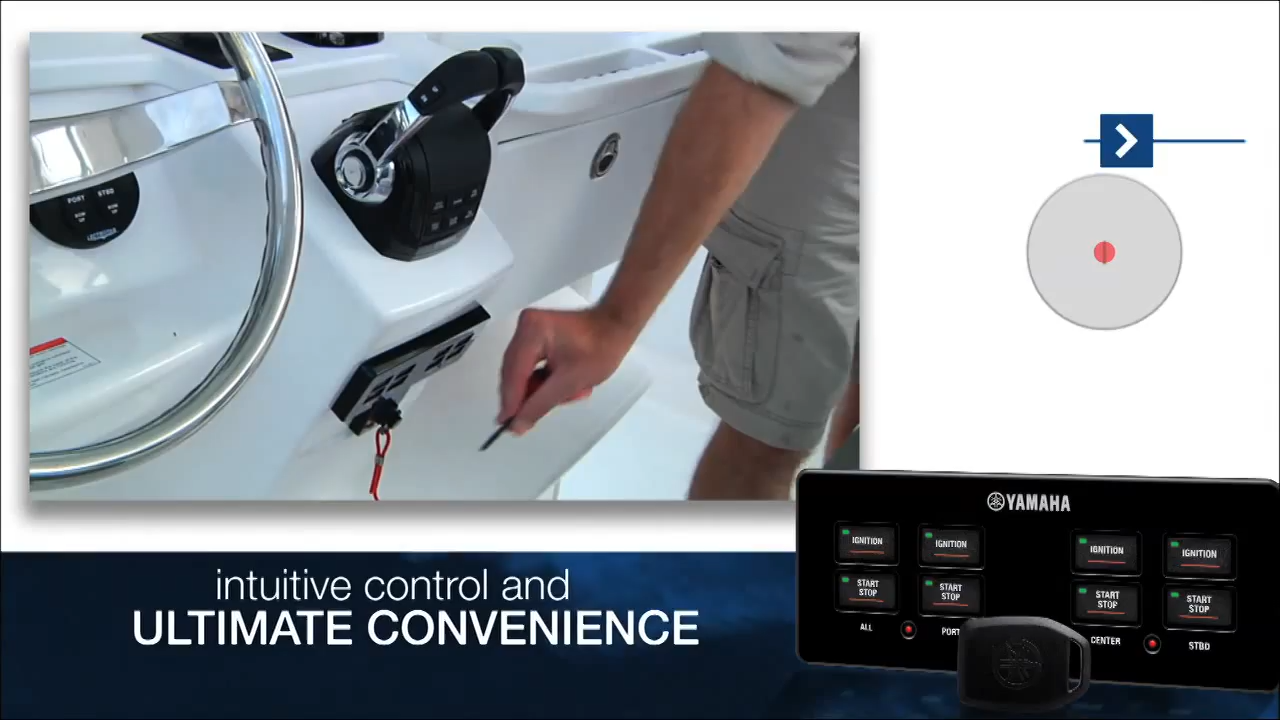 PORT STBD
intuitive control and
ULTIMATE CONVENIENCE
YAMAHA
IGNITION IGNITION IGNITION IGNITION
START STOP START STOP START STOP START STOP
ALL PORT CENTER STBD